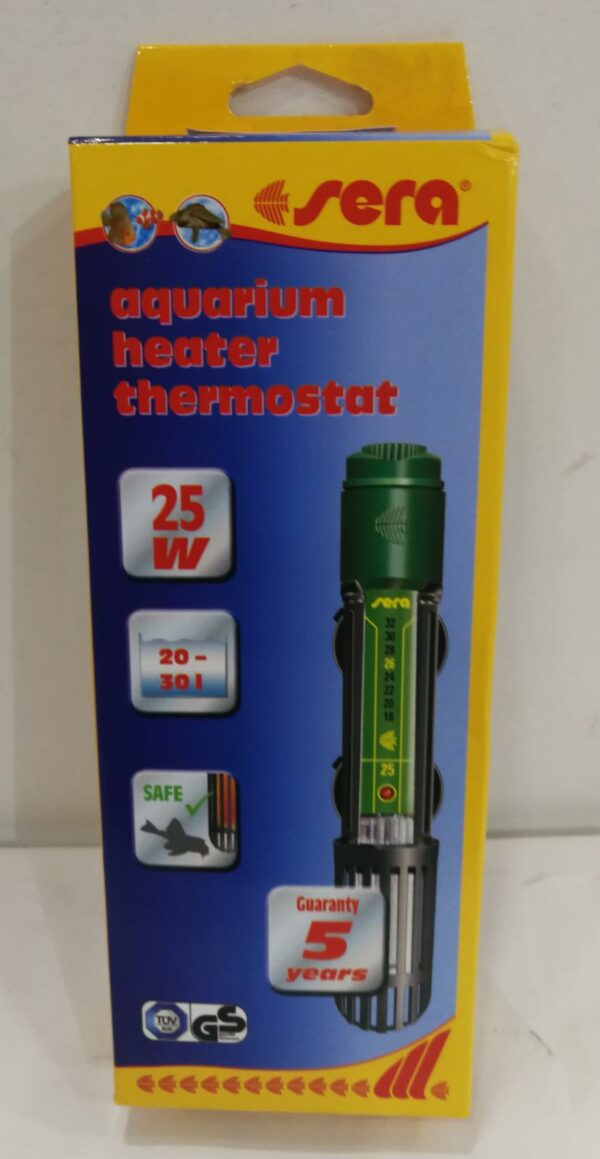 sera®
aquarium
heater
thermostat
25
W
sera
32
30
28
26
24
22
20
18
20 -
30 l
25
SAFE
Guaranty
5
years
TÜV
GS